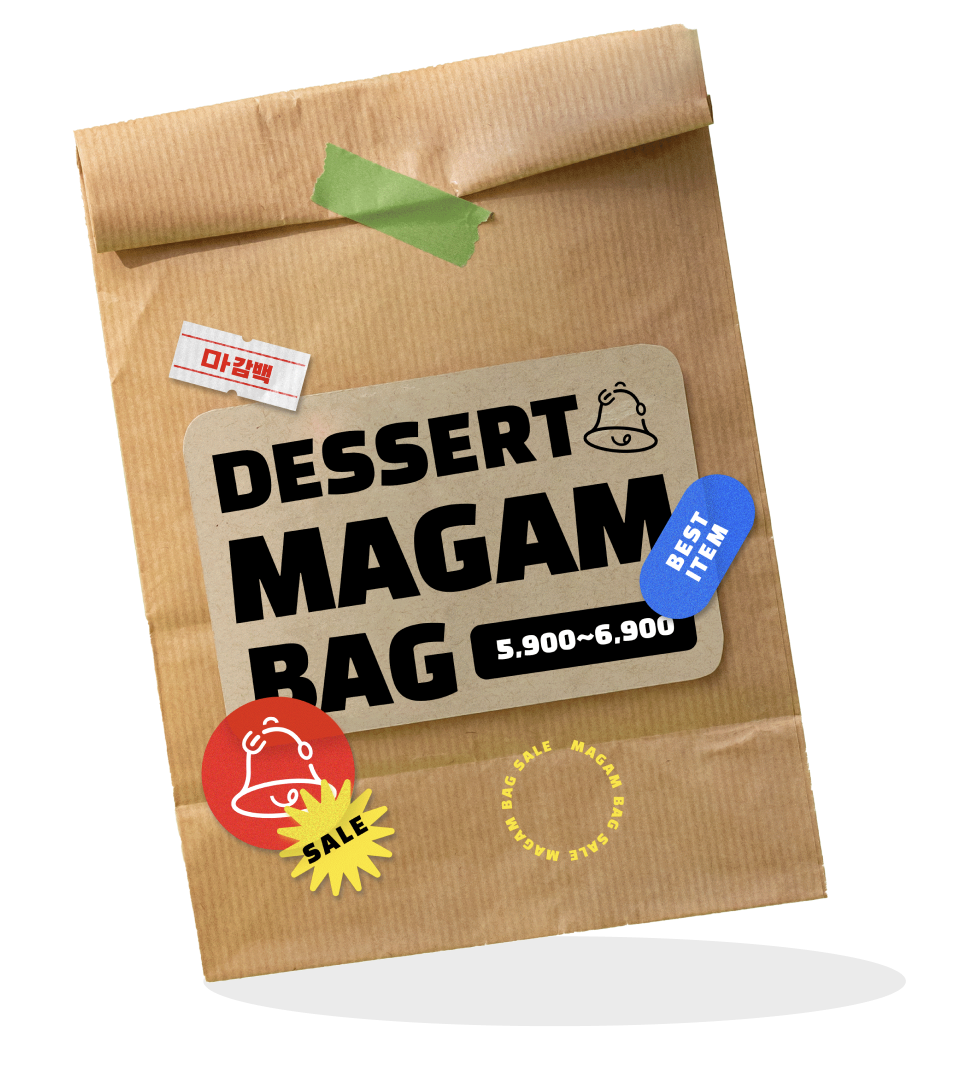 마감백
DESSERT
MAGAM
BAG
5,900~6,900
BEST
ITEM
SALE
MAGAM BAG SALE MAGAM BAG SALE